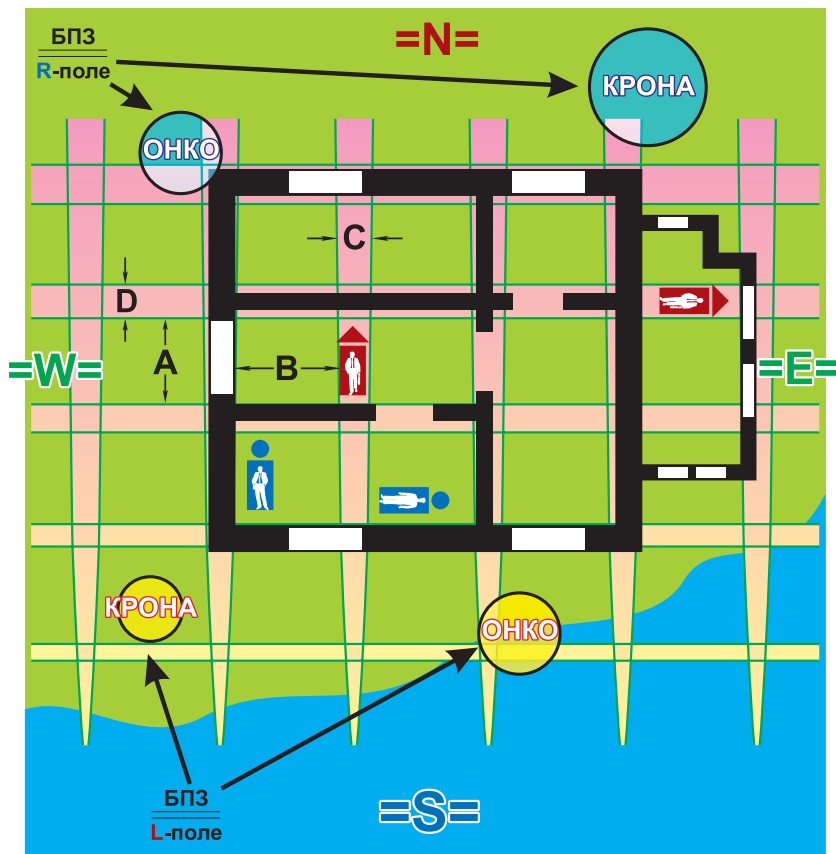 БПЗ
R-поле
=N=
КРОНА
ОНКО
C
D
A
B
=W=
=E=
КРОНА
ОНКО
БПЗ
L-поле
=S=